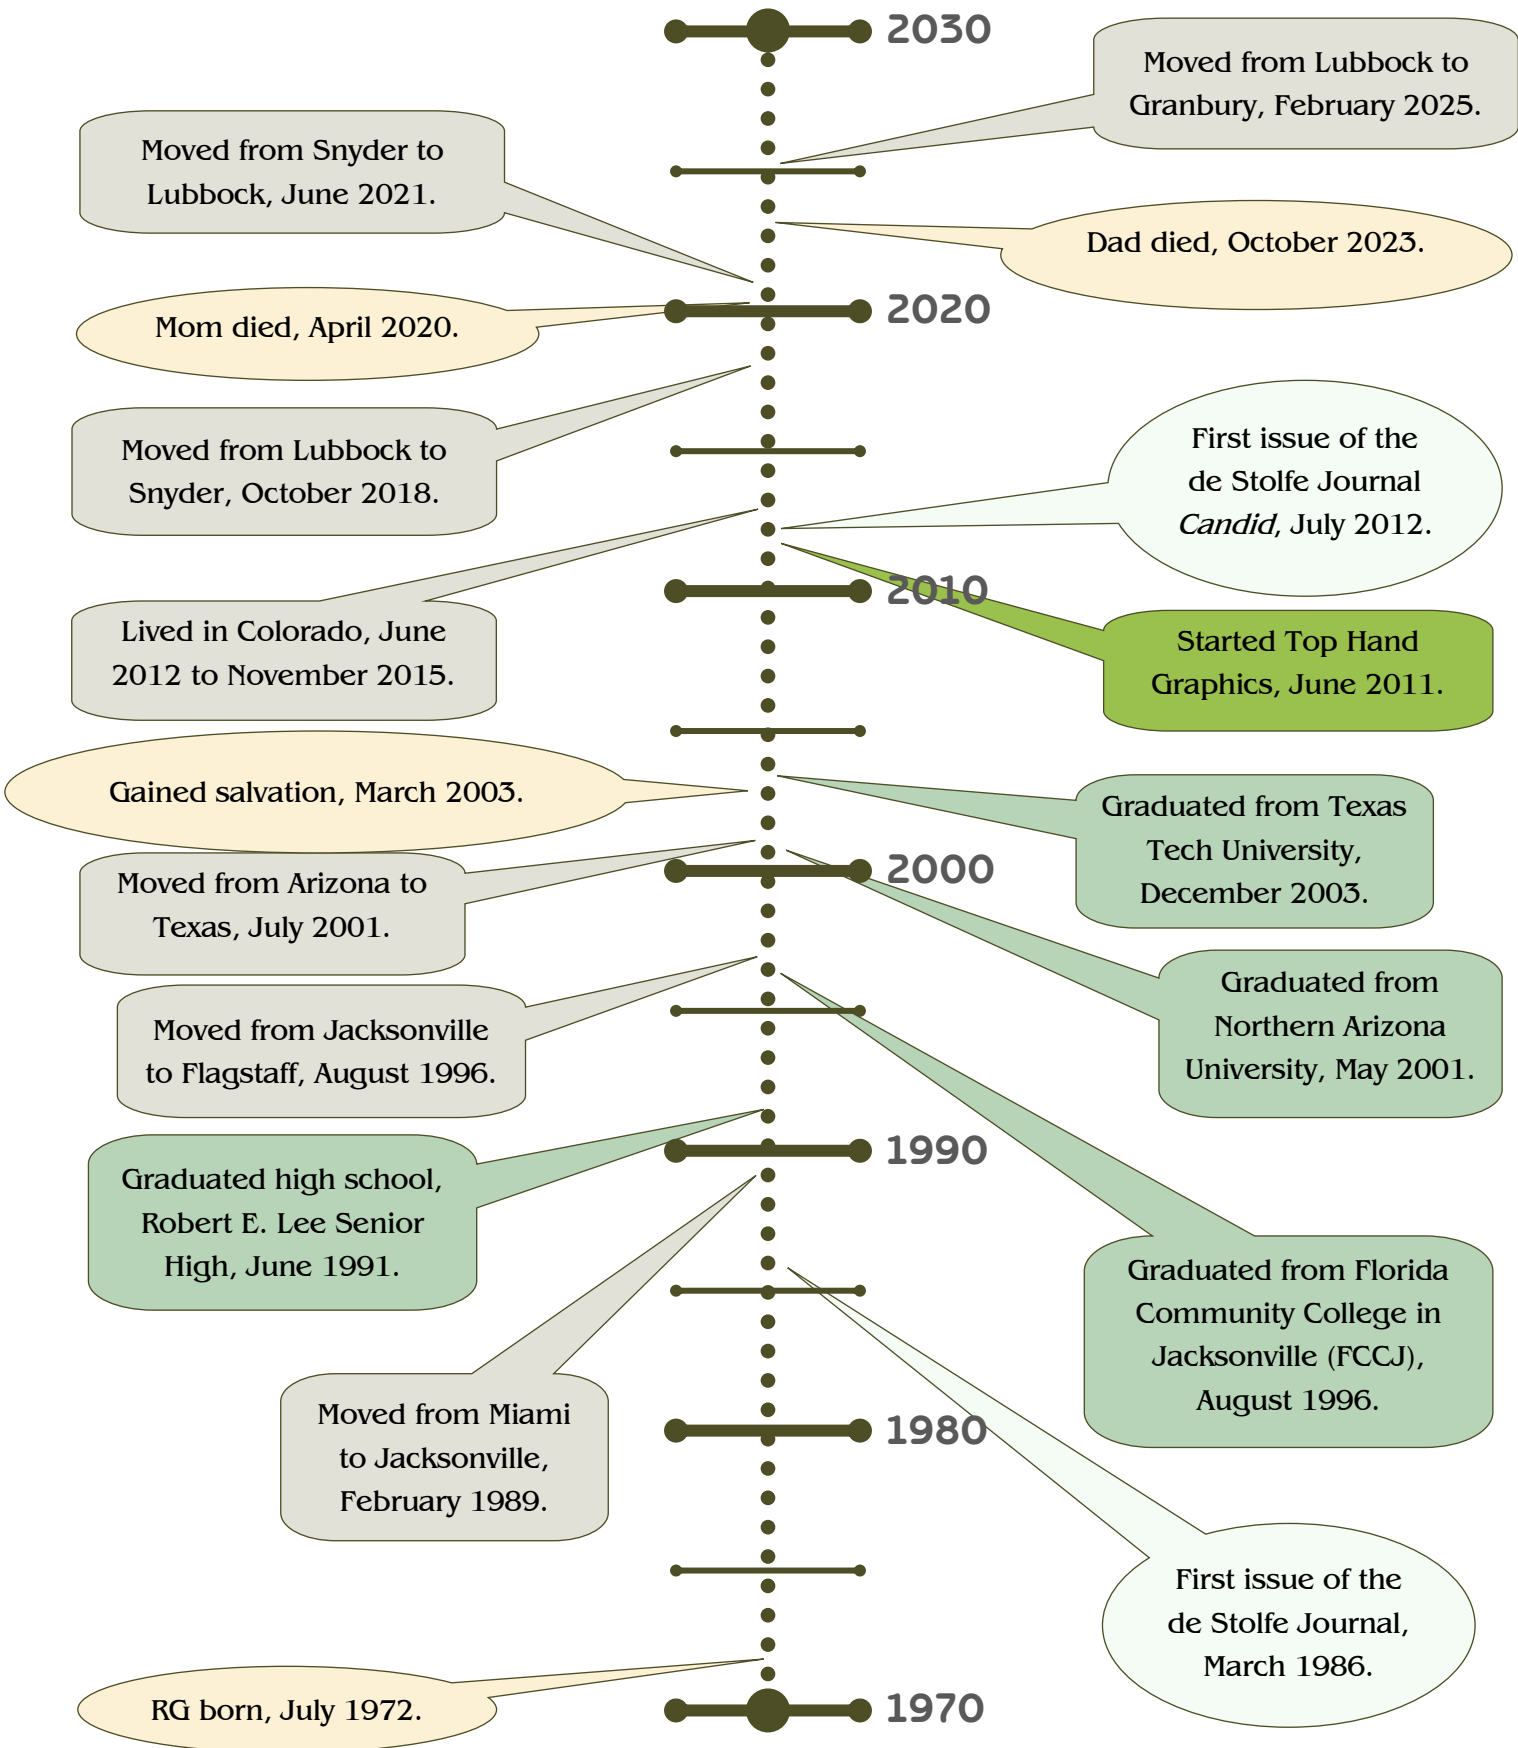 2030
Moved from Lubbock to
Granbury, February 2025.
Moved from Snyder to
Lubbock, June 2021.
Dad died, October 2023.
2020
Mom died, April 2020.
Moved from Lubbock to
Snyder, October 2018.
First issue of the
de Stolfe Journal
Candid, July 2012.
2010
Lived in Colorado, June
2012 to November 2015.
Started Top Hand
Graphics, June 2011.
Gained salvation, March 2003.
Graduated from Texas
Tech University,
December 2003.
2000
Moved from Arizona to
Texas, July 2001.
Graduated from
Northern Arizona
University, May 2001.
Moved from Jacksonville
to Flagstaff, August 1996.
1990
Graduated high school,
Robert E. Lee Senior
High, June 1991.
Graduated from Florida
Community College in
Jacksonville (FCCJ),
August 1996.
Moved from Miami
to Jacksonville,
February 1989.
1980
First issue of the
de Stolfe Journal,
March 1986.
RG born, July 1972.
1970